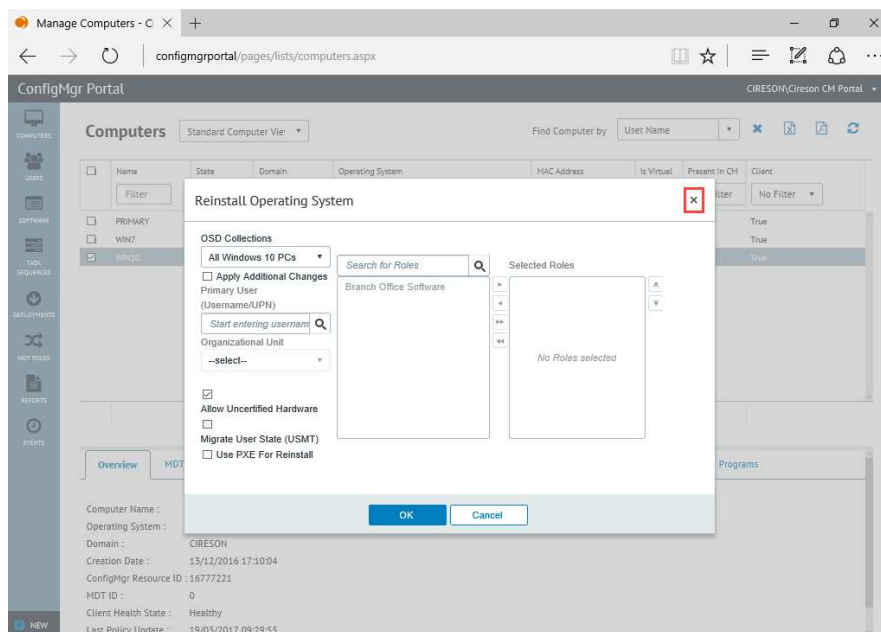 Manage Computers - C
configmgrportal/pages/lists/computers.aspx
ConfigMgr Portal
CIRESON\Cireson CM Portal
COMPUTERS
USERS
SOFTWARE
TASK SEQUENCES
DEPLOYMENTS
MDT ROLES
REPORTS
EVENTS
NEW
Computers
Standard Computer Vie
Find Computer by
User Name
Name
State
Domain
Operating System
MAC Address
Is Virtual
Present In CM
Client
Filter
No Filter
PRIMARY
True
WIN7
True
WIN10
True
Reinstall Operating System
OSD Collections
All Windows 10 PCs
Apply Additional Changes
Primary User
(Username/UPN)
Start entering usernam
Organizational Unit
--select--
Allow Uncertified Hardware
Migrate User State (USMT)
Use PXE For Reinstall
Search for Roles
Branch Office Software
Selected Roles
No Roles selected
OK
Cancel
Overview
MDT
Programs
Computer Name :
Operating System :
Domain : CIRESON
Creation Date : 13/12/2016 17:10:04
ConfigMgr Resource ID : 16777221
MDT ID : 0
Client Health State : Healthy
Last Policy Update : 19/03/2017 09:29:55